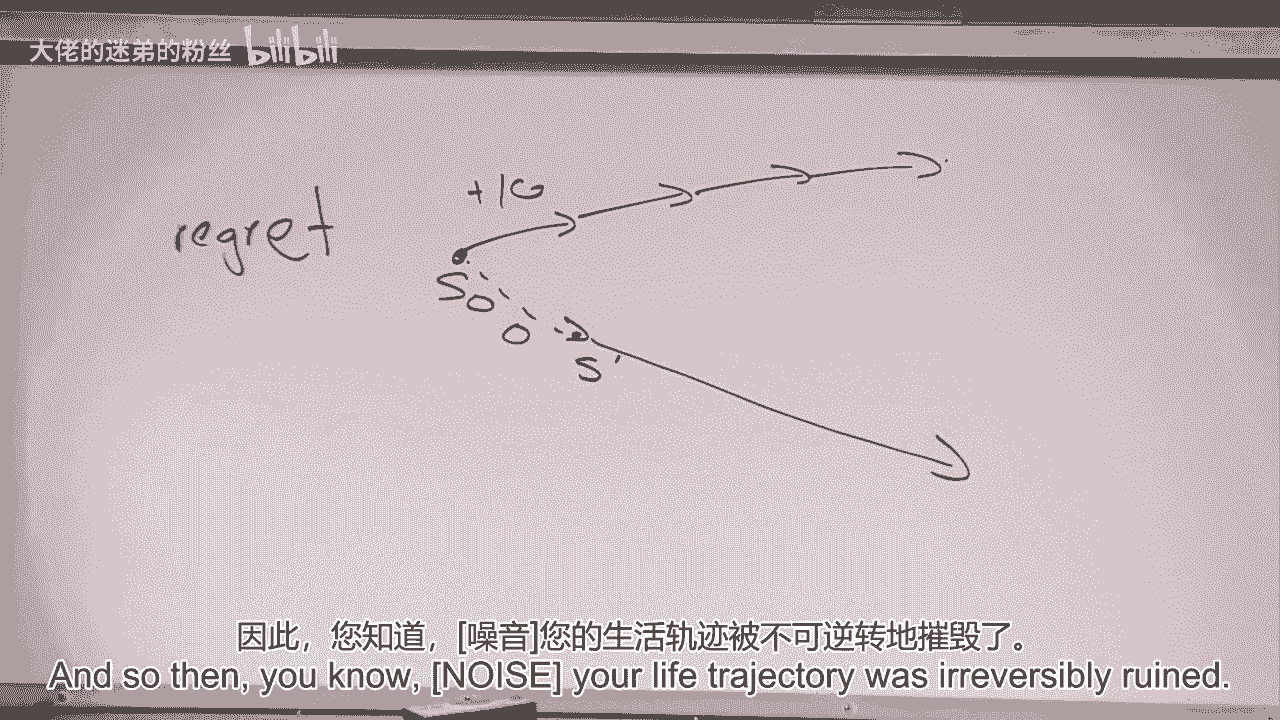 大佬的迷弟的粉丝 bilibili
regret
+10
S
0
0
S'
因此，您知道，[噪音]您的生活轨迹被不可逆转地摧毁了。
And so then, you know, [NOISE] your life trajectory was irreversibly ruined.